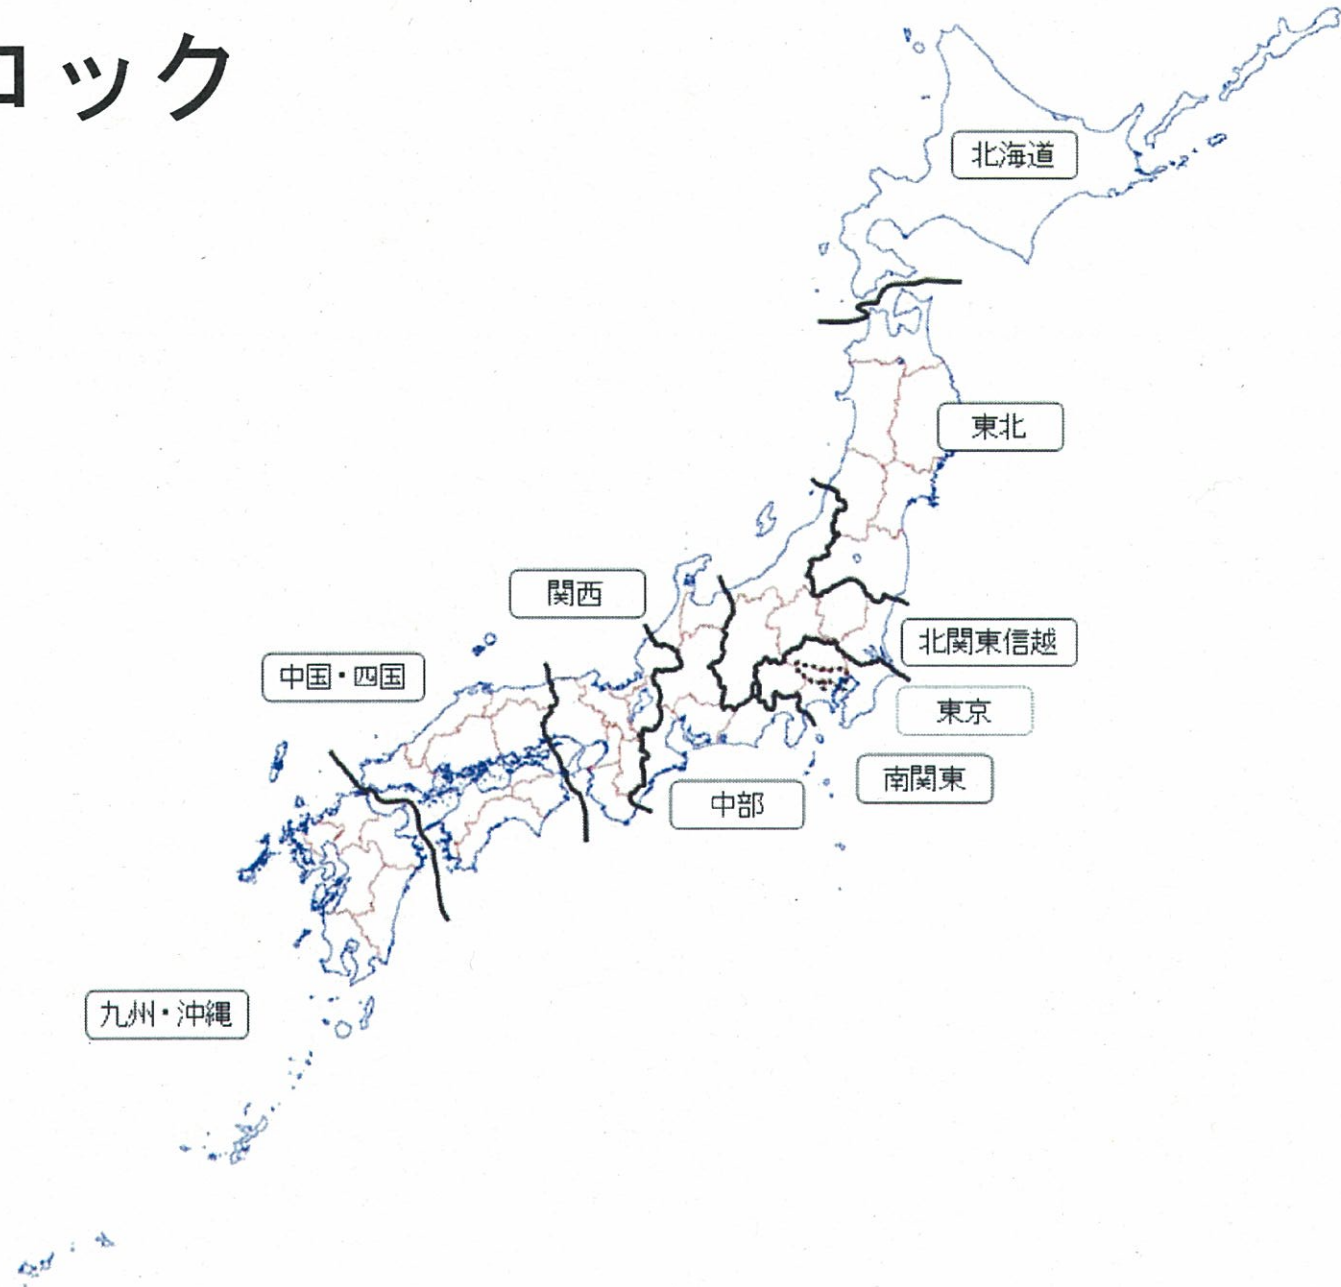 ロック
北海道
東北
関西
北関東信越
中国・四国
東京
南関東
中部
九州・沖縄